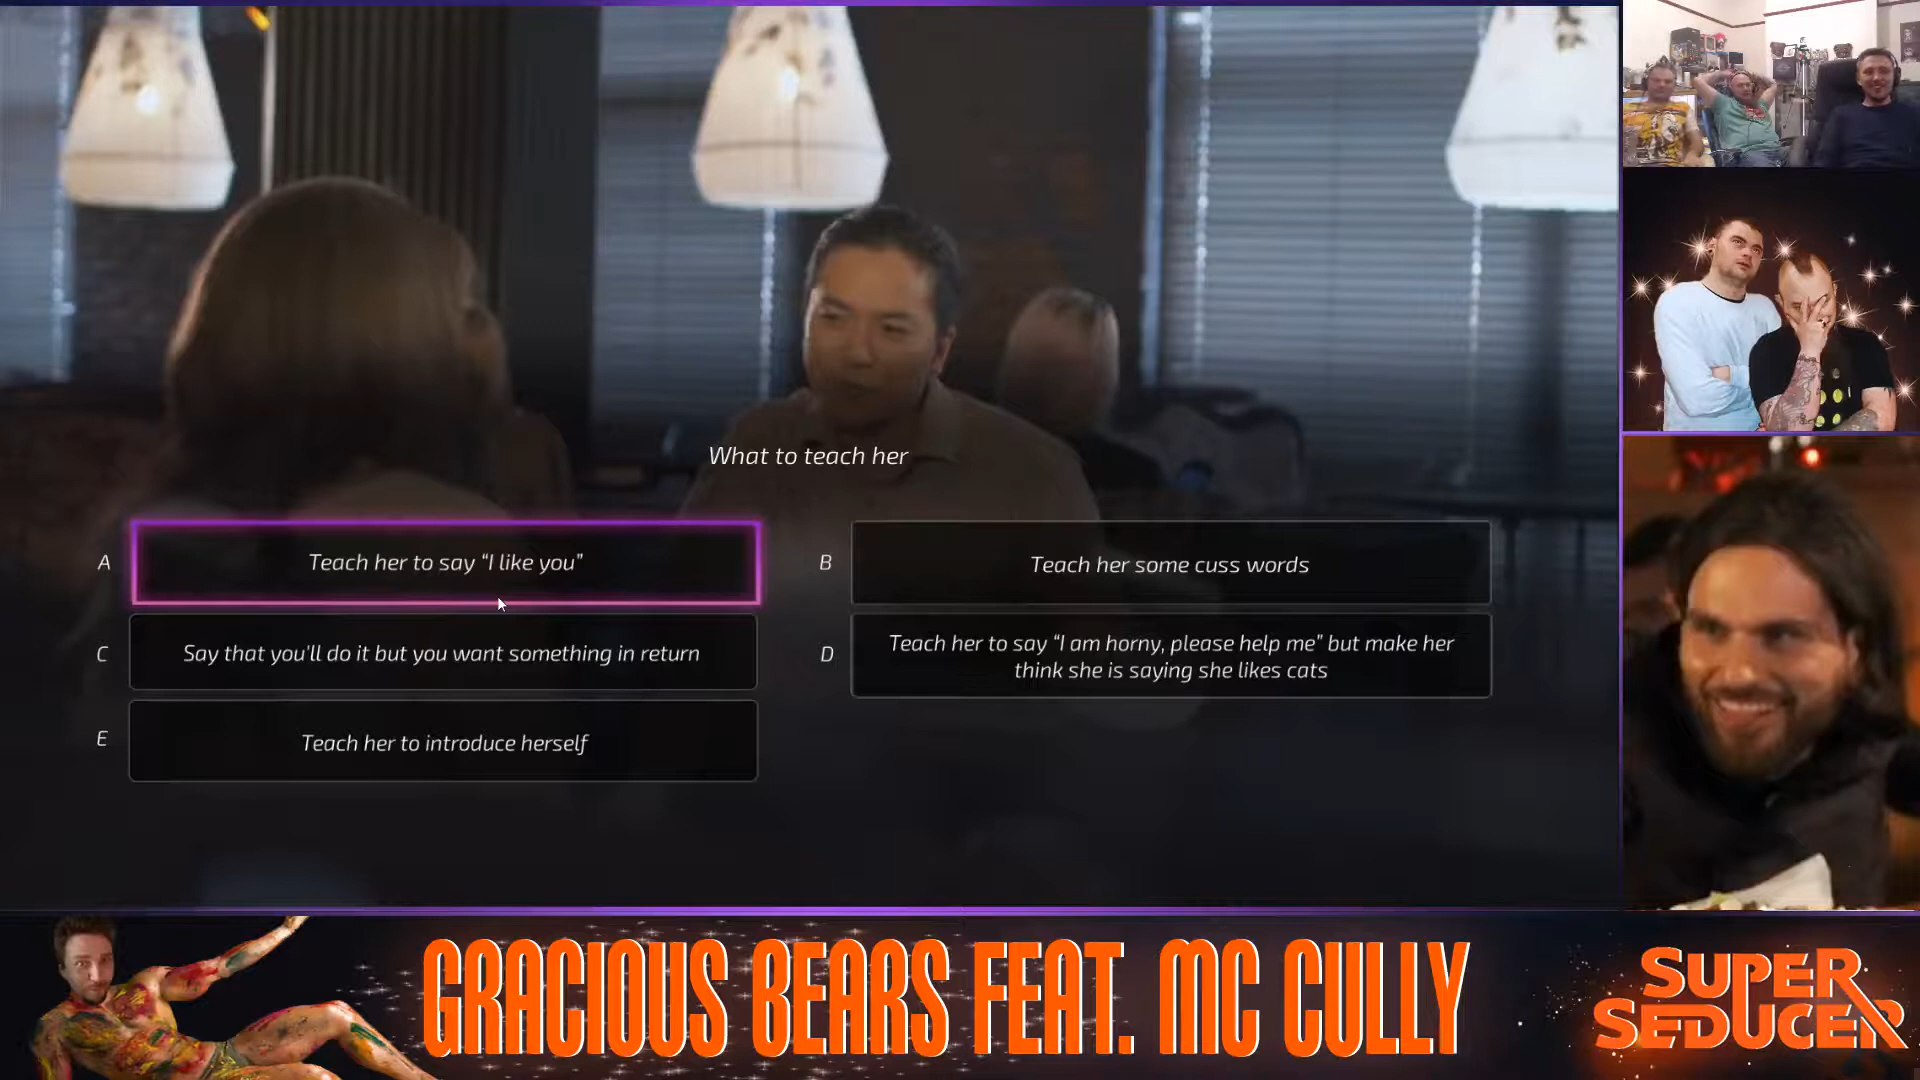 What to teach her
A
Teach her to say “I like you”
B
Teach her some cuss words
C
Say that you'll do it but you want something in return
D
Teach her to say “I am horny, please help me” but make her
think she is saying she likes cats
E
Teach her to introduce herself
GRACIOUS BEARS FEAT. MC CULLY
SUPER
SEDUCER